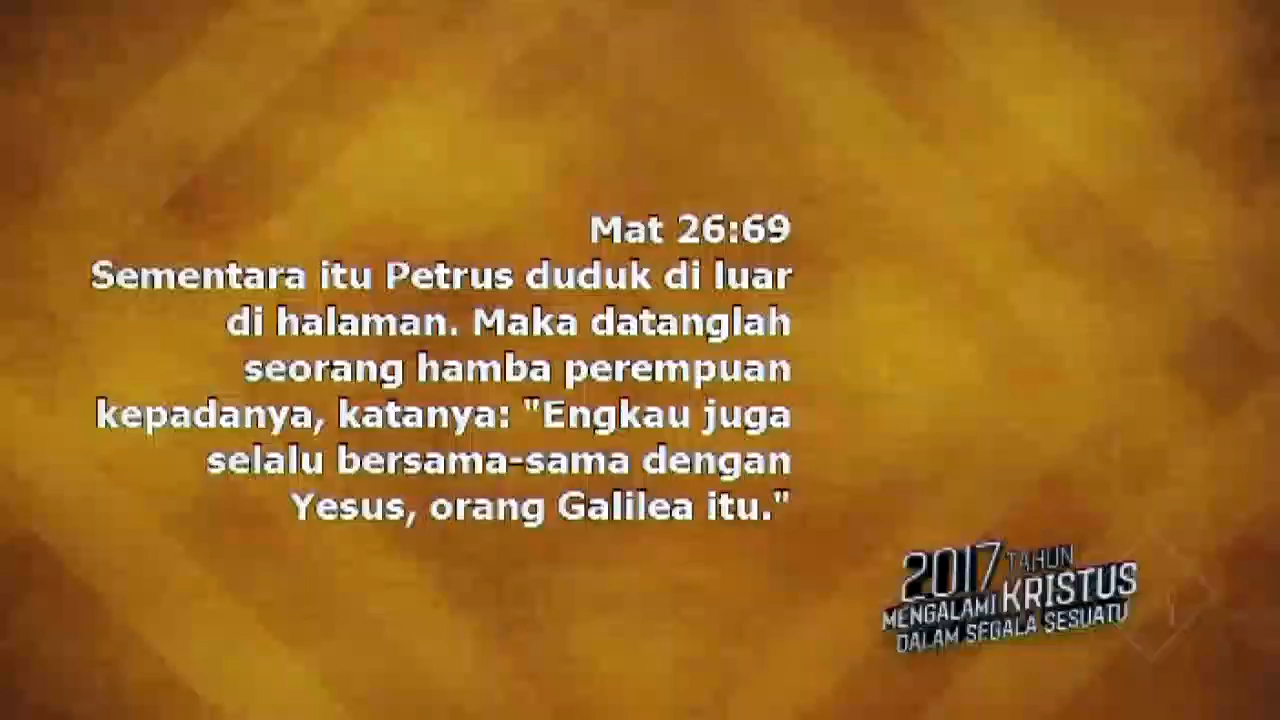 Mat 26:69
Sementara itu Petrus duduk di luar
di halaman. Maka datanglah
seorang hamba perempuan
kepadanya, katanya: "Engkau juga
selalu bersama-sama dengan
Yesus, orang Galilea itu."
2017 TAHUN
MENGALAMI KRISTUS
DALAM SEGALA SESUATU